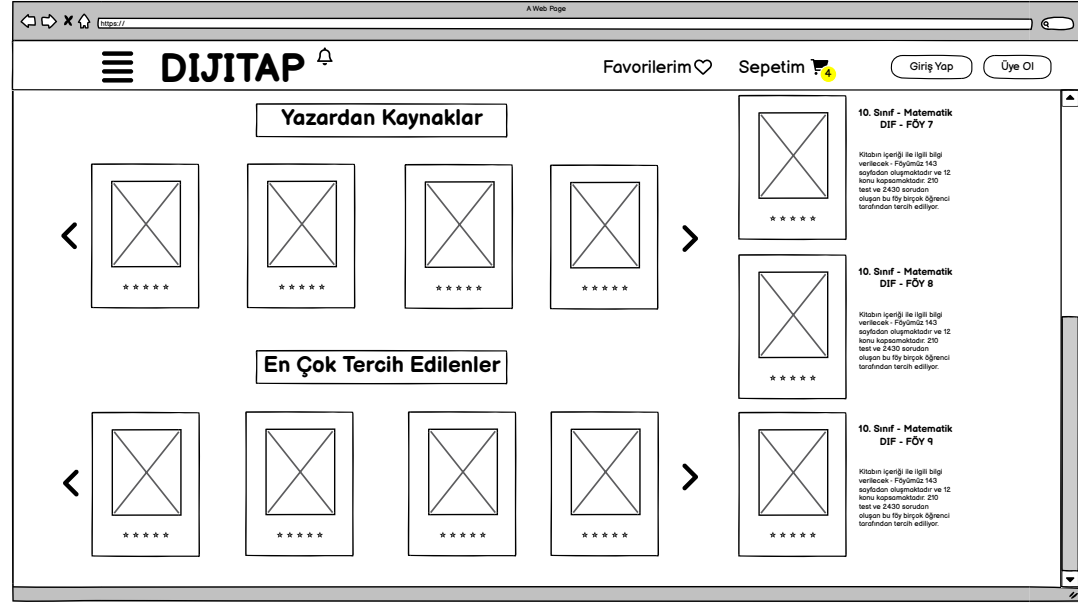 A Web Page
https://
DIJITAP
Favorilerim
Sepetim
4
Giriş Yap
Üye Ol
Yazardan Kaynaklar
En Çok Tercih Edilenler
10. Sınıf - Matematik
DIF - FÖY 7
Kitabın içeriği ile ilgili bilgi
verilecek - Föyümüz 143
sayfadan oluşmaktadır ve 12
konu kapsamaktadır. 210
test ve 2430 sorudan
oluşan bu föy birçok öğrenci
tarafından tercih ediliyor.
10. Sınıf - Matematik
DIF - FÖY 8
Kitabın içeriği ile ilgili bilgi
verilecek - Föyümüz 143
sayfadan oluşmaktadır ve 12
konu kapsamaktadır. 210
test ve 2430 sorudan
oluşan bu föy birçok öğrenci
tarafından tercih ediliyor.
10. Sınıf - Matematik
DIF - FÖY 9
Kitabın içeriği ile ilgili bilgi
verilecek - Föyümüz 143
sayfadan oluşmaktadır ve 12
konu kapsamaktadır. 210
test ve 2430 sorudan
oluşan bu föy birçok öğrenci
tarafından tercih ediliyor.